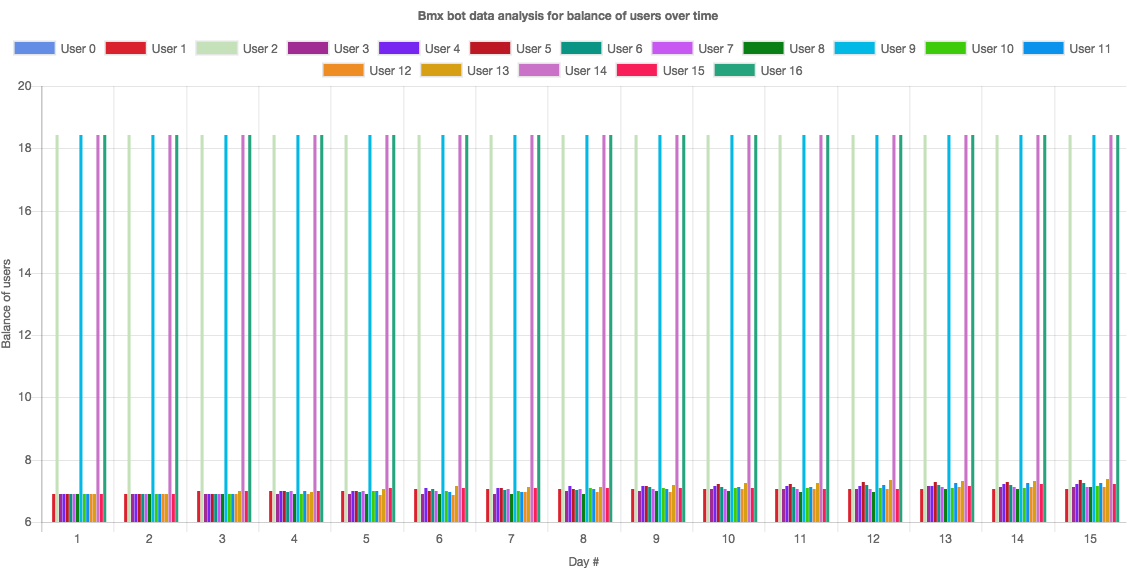 Bmx bot data analysis for balance of users over time
User 0 User 1 User 2 User 3 User 4 User 5 User 6 User 7 User 8 User 9 User 10 User 11
User 12 User 13 User 14 User 15 User 16
20
18
16
14
12
10
8
6
Balance of users
1 2 3 4 5 6 7 8 9 10 11 12 13 14 15
Day #